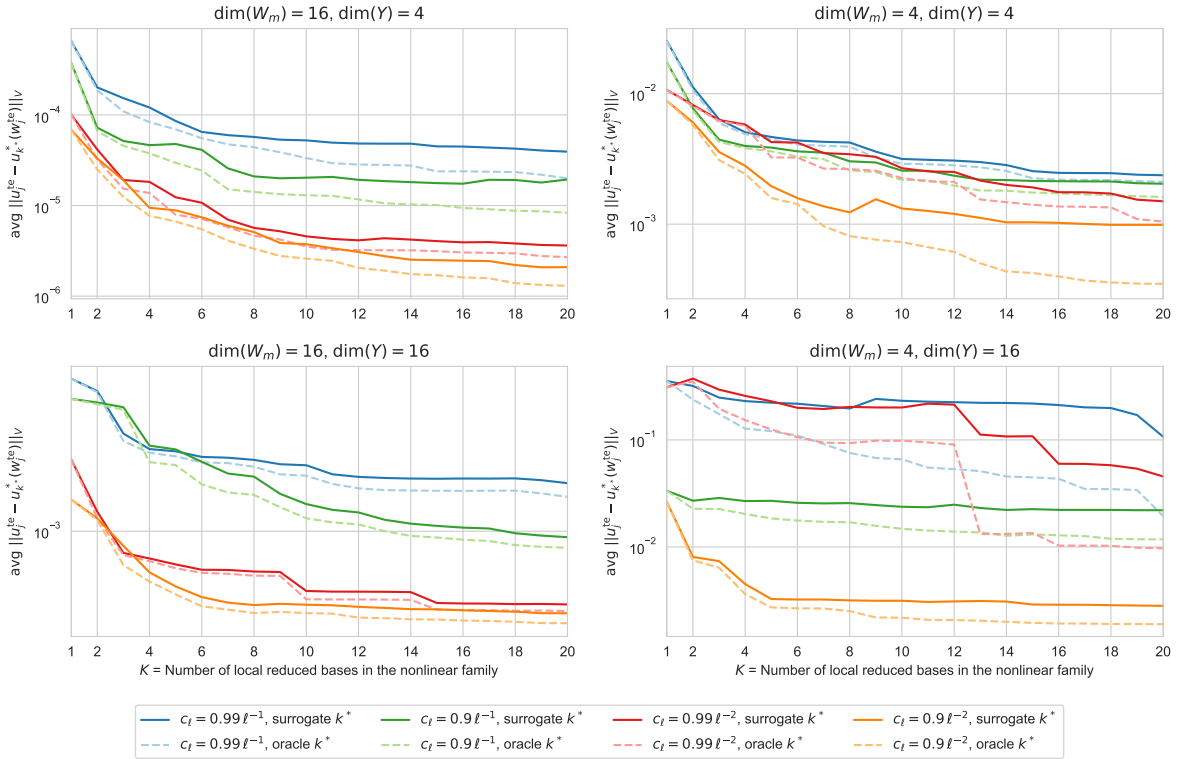 dim(W_m) = 16, dim(Y) = 4
avg ||u_j^te − u_{k*}^*(w_j^te)||_V
10^−4
10^−5
10^−6
1 2 4 6 8 10 12 14 16 18 20
dim(W_m) = 4, dim(Y) = 4
avg ||u_j^te − u_{k*}^*(w_j^te)||_V
10^−2
10^−3
1 2 4 6 8 10 12 14 16 18 20
dim(W_m) = 16, dim(Y) = 16
avg ||u_j^te − u_{k*}^*(w_j^te)||_V
10^−3
1 2 4 6 8 10 12 14 16 18 20
K = Number of local reduced bases in the nonlinear family
dim(W_m) = 4, dim(Y) = 16
avg ||u_j^te − u_{k*}^*(w_j^te)||_V
10^−1
10^−2
1 2 4 6 8 10 12 14 16 18 20
K = Number of local reduced bases in the nonlinear family
c_ℓ = 0.99 ℓ^−1, surrogate k* c_ℓ = 0.9 ℓ^−1, surrogate k* c_ℓ = 0.99 ℓ^−2, surrogate k* c_ℓ = 0.9 ℓ^−2, surrogate k*
c_ℓ = 0.99 ℓ^−1, oracle k* c_ℓ = 0.9 ℓ^−1, oracle k* c_ℓ = 0.99 ℓ^−2, oracle k* c_ℓ = 0.9 ℓ^−2, oracle k*